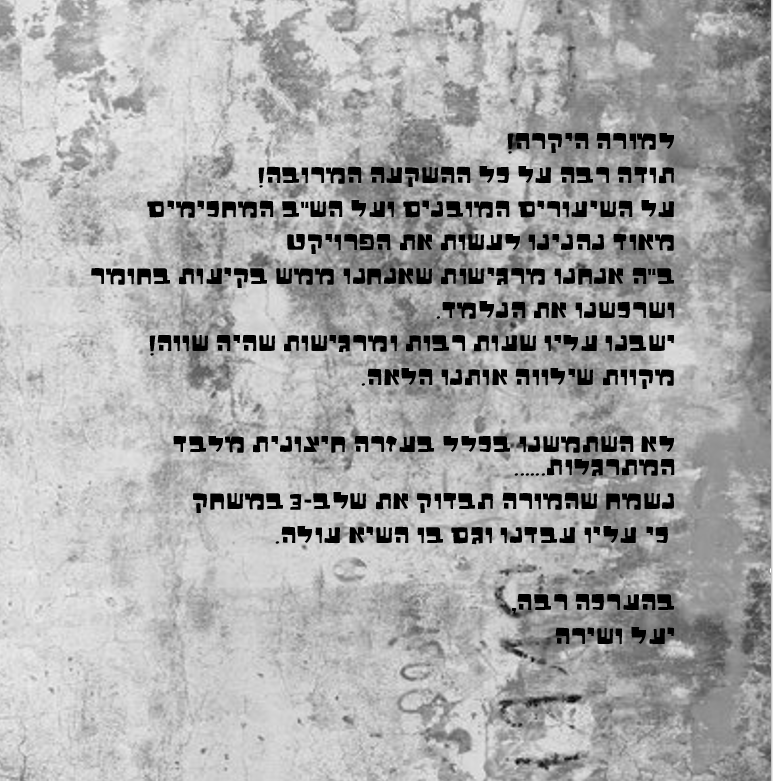 למורה היקרה!
תודה רבה על כל ההשקעה המרובה!
על השיעורים המובנים ועל הש"ב המחכימים
מאוד נהנינו לעשות את הפרויקט
ב"ה אנחנו מרגישות שאנחנו ממש בקיעות בחומר
ושרכשנו את הנלמד.
ישבנו עליו שעות רבות ומרגישות שהיה שווה!
מקוות שילווה אותנו הלאה.
לא השתמשנו בכלל בעזרה חיצונית מלבד
המתרגלות......
נשמח שהמורה תבדוק את שלב-3 במשחק
כי עליו עבדנו וגם בו השיא עולה.
בהערכה רבה,
יעל ושירה